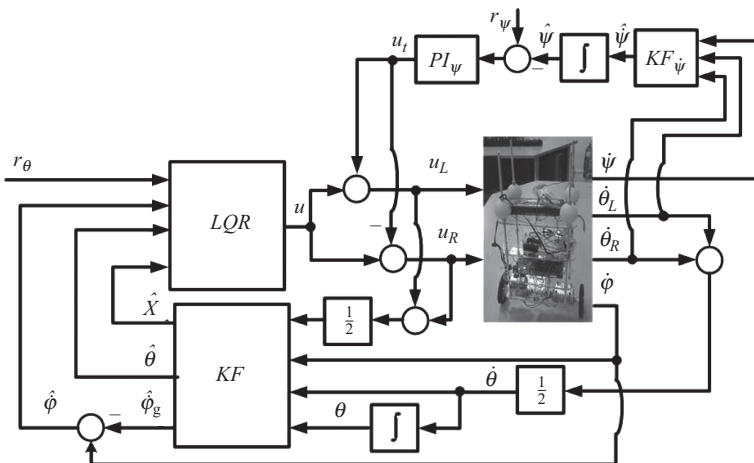 r_ψ
u_t
PI_ψ
−
ψ̂
∫
ψ̇̂
KF_ψ̇
r_θ
LQR
u
u_L
−
u_R
ψ̇
θ̇_L
θ̇_R
φ̇
X̂
θ̂
φ̇̂
−
φ̇̂_g
KF
1/2
θ̇
1/2
θ
∫